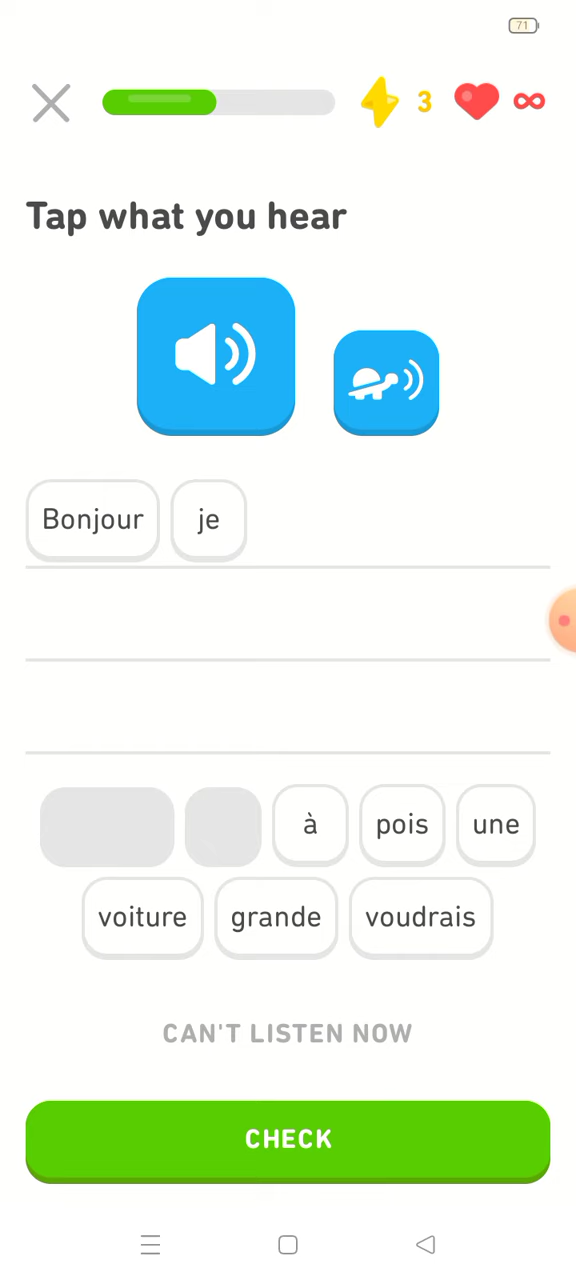 71
3 ∞
Tap what you hear
Bonjour je
à pois une
voiture grande voudrais
CAN'T LISTEN NOW
CHECK